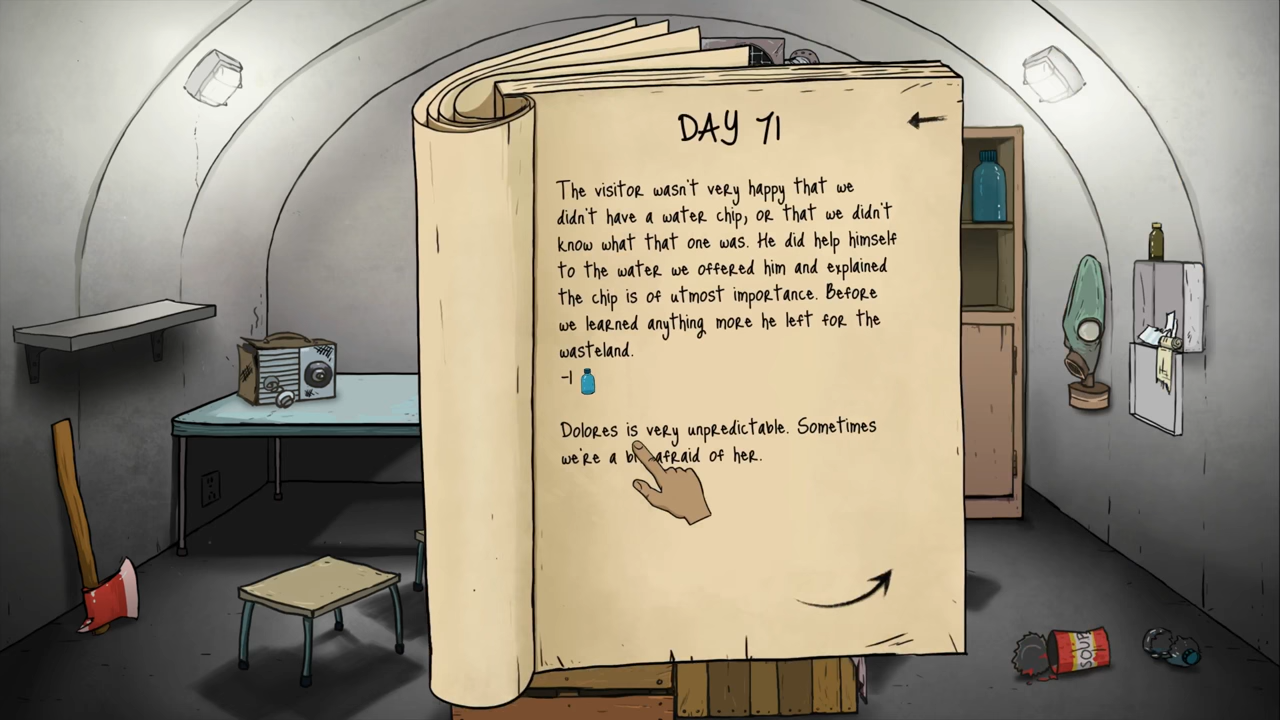 DAY 71
The visitor wasn't very happy that we
didn't have a water chip, or that we didn't
know what that one was. He did help himself
to the water we offered him and explained
the chip is of utmost importance. Before
we learned anything more he left for the
wasteland.
-1
Dolores is very unpredictable. Sometimes
we're a afraid of her.
SOUP